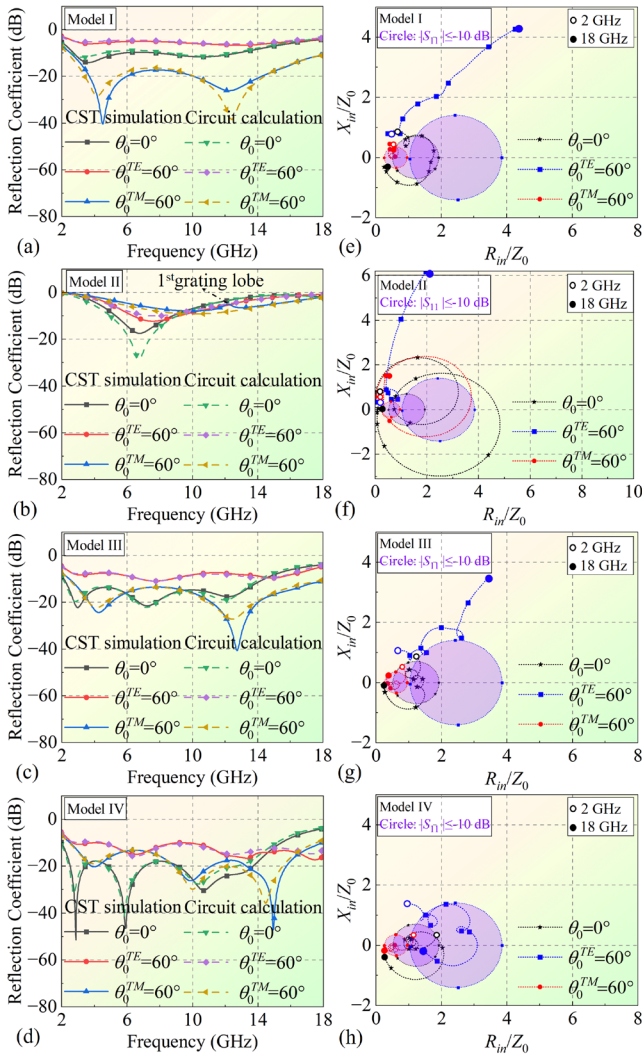 Model I
Reflection Coefficient (dB)
0
-20
-40
-60
-80
CST simulation Circuit calculation
θ₀=0° θ₀=0°
θ₀ᵀᴱ=60° θ₀ᵀᴱ=60°
θ₀ᵀᴹ=60° θ₀ᵀᴹ=60°
2 6 10 14 18
Frequency (GHz)
(a)
Model I
Circle: |S₁₁|≤-10 dB
2 GHz
18 GHz
X_in/Z₀
4
2
0
-2
θ₀=0°
θ₀ᵀᴱ=60°
θ₀ᵀᴹ=60°
0 2 4 6 8
R_in/Z₀
(e)
Model II
1ˢᵗgrating lobe
Reflection Coefficient (dB)
0
-20
-40
-60
-80
CST simulation Circuit calculation
θ₀=0° θ₀=0°
θ₀ᵀᴱ=60° θ₀ᵀᴱ=60°
θ₀ᵀᴹ=60° θ₀ᵀᴹ=60°
2 6 10 14 18
Frequency (GHz)
(b)
Model II
Circle: |S₁₁|≤-10 dB
2 GHz
18 GHz
X_in/Z₀
6
4
2
0
-2
θ₀=0°
θ₀ᵀᴱ=60°
θ₀ᵀᴹ=60°
0 2 4 6 8 10
R_in/Z₀
(f)
Model III
Reflection Coefficient (dB)
0
-20
-40
-60
-80
CST simulation Circuit calculation
θ₀=0° θ₀=0°
θ₀ᵀᴱ=60° θ₀ᵀᴱ=60°
θ₀ᵀᴹ=60° θ₀ᵀᴹ=60°
2 6 10 14 18
Frequency (GHz)
(c)
Model III
Circle: |S₁₁|≤-10 dB
2 GHz
18 GHz
X_in/Z₀
4
2
0
-2
θ₀=0°
θ₀ᵀᴱ=60°
θ₀ᵀᴹ=60°
0 2 4 6 8
R_in/Z₀
(g)
Model IV
Reflection Coefficient (dB)
0
-20
-40
-60
-80
CST simulation Circuit calculation
θ₀=0° θ₀=0°
θ₀ᵀᴱ=60° θ₀ᵀᴱ=60°
θ₀ᵀᴹ=60° θ₀ᵀᴹ=60°
2 6 10 14 18
Frequency (GHz)
(d)
Model IV
Circle: |S₁₁|≤-10 dB
2 GHz
18 GHz
X_in/Z₀
4
2
0
-2
θ₀=0°
θ₀ᵀᴱ=60°
θ₀ᵀᴹ=60°
0 2 4 6 8
R_in/Z₀
(h)